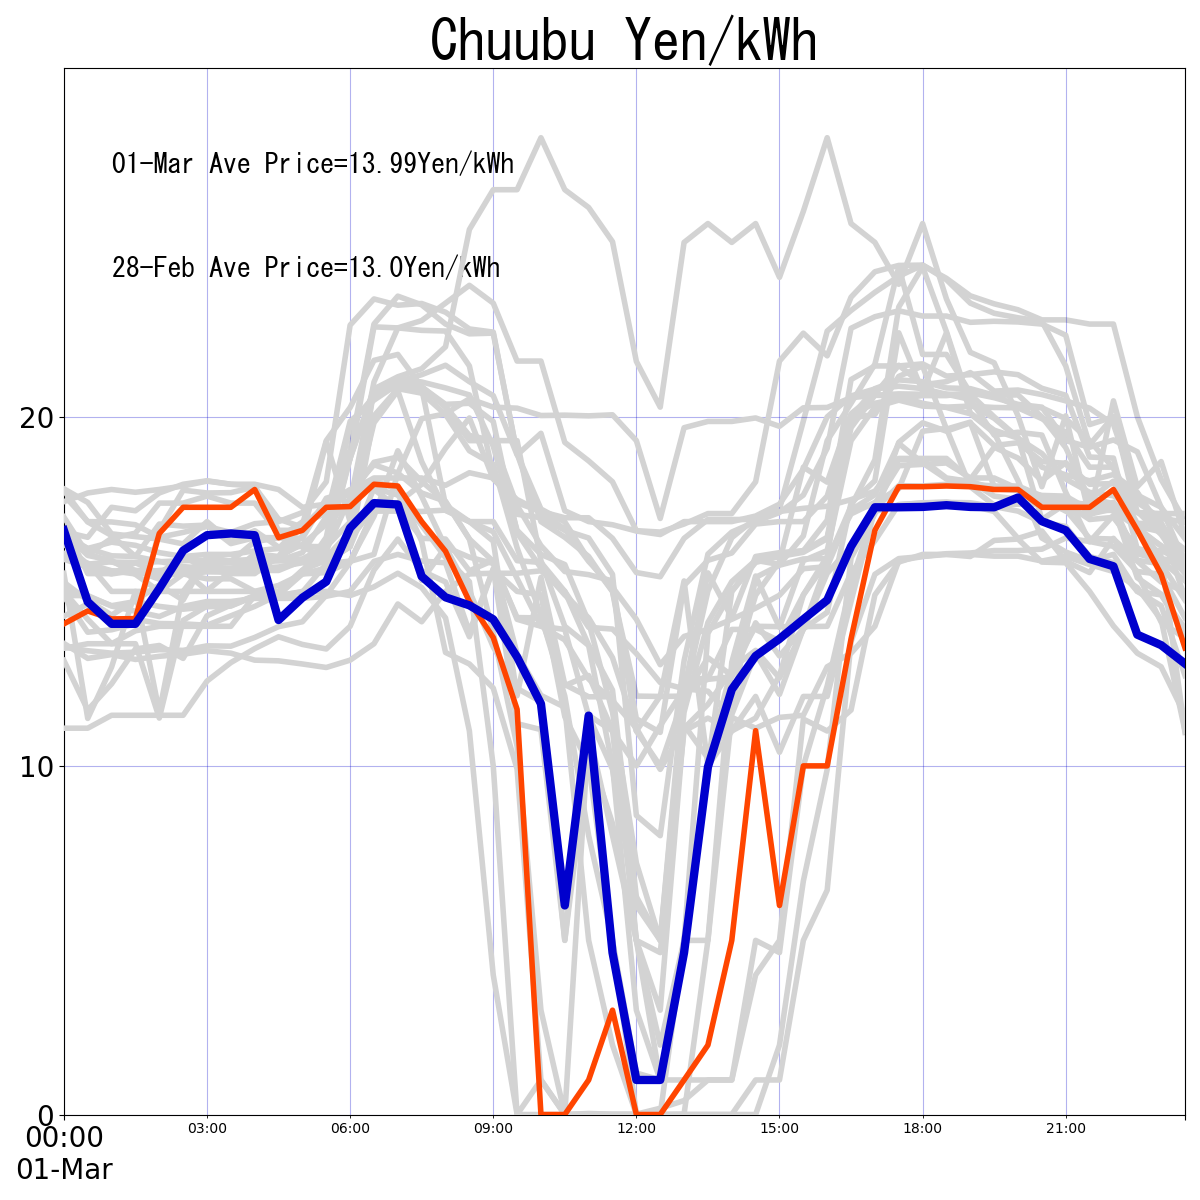 Chuubu Yen/kWh
01-Mar Ave Price=13.99Yen/kWh
28-Feb Ave Price=13.0Yen/kWh
20
10
0
00:00 03:00 06:00 09:00 12:00 15:00 18:00 21:00
01-Mar